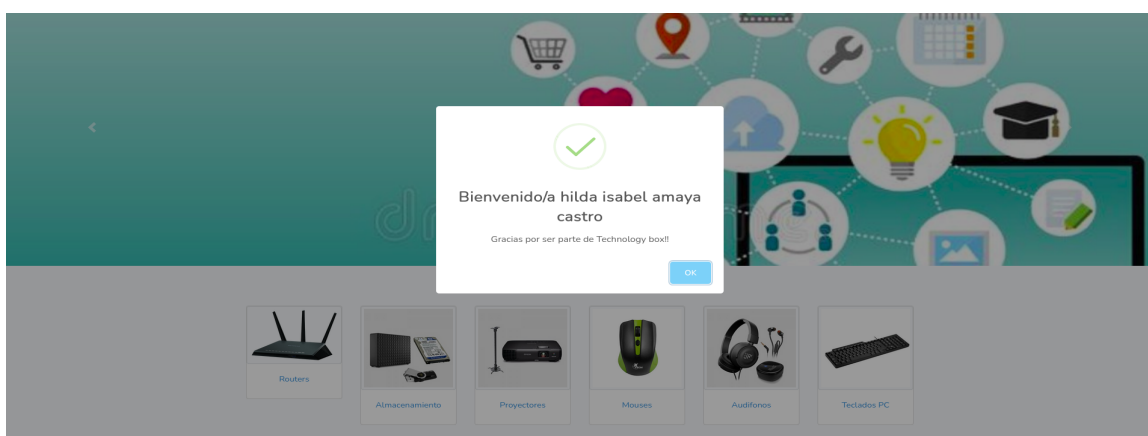 Bienvenido/a hilda isabel amaya
castro
Gracias por ser parte de Technology box!!
OK
Routers
Almacenamiento
Proyectores
Mouses
Audifonos
Teclados PC